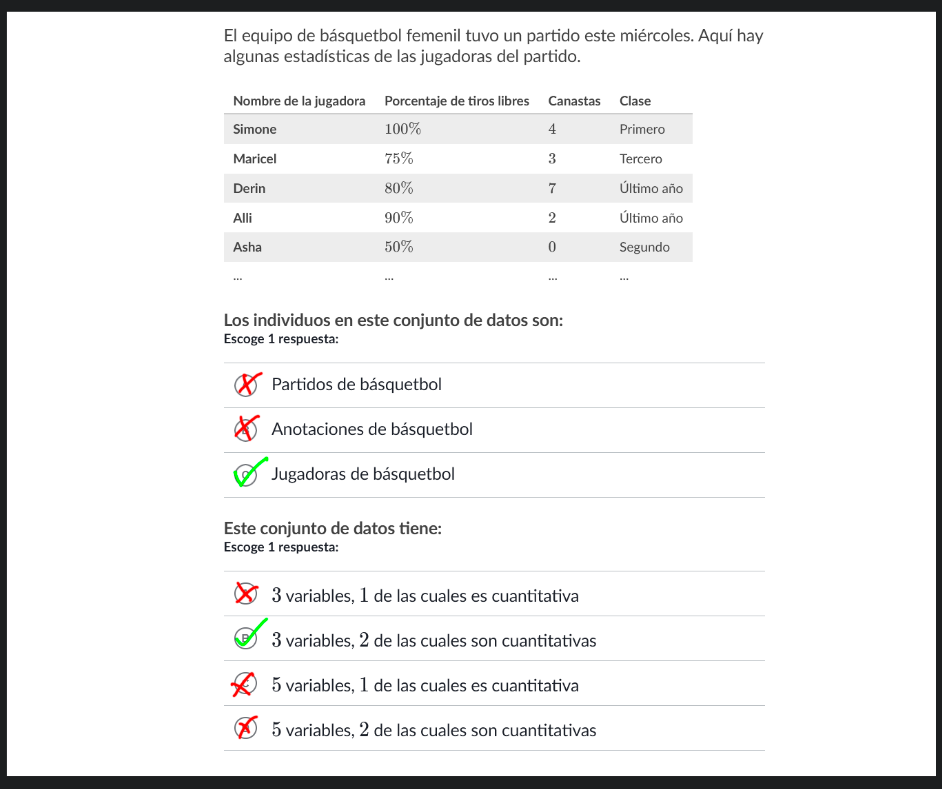 El equipo de básquetbol femenil tuvo un partido este miércoles. Aquí hay
algunas estadísticas de las jugadoras del partido.
Nombre de la jugadora Porcentaje de tiros libres Canastas Clase
Simone 100% 4 Primero
Maricel 75% 3 Tercero
Derin 80% 7 Último año
Alli 90% 2 Último año
Asha 50% 0 Segundo
... ... ... ...
Los individuos en este conjunto de datos son:
Escoge 1 respuesta:
Partidos de básquetbol
Anotaciones de básquetbol
Jugadoras de básquetbol
Este conjunto de datos tiene:
Escoge 1 respuesta:
3 variables, 1 de las cuales es cuantitativa
B 3 variables, 2 de las cuales son cuantitativas
5 variables, 1 de las cuales es cuantitativa
5 variables, 2 de las cuales son cuantitativas